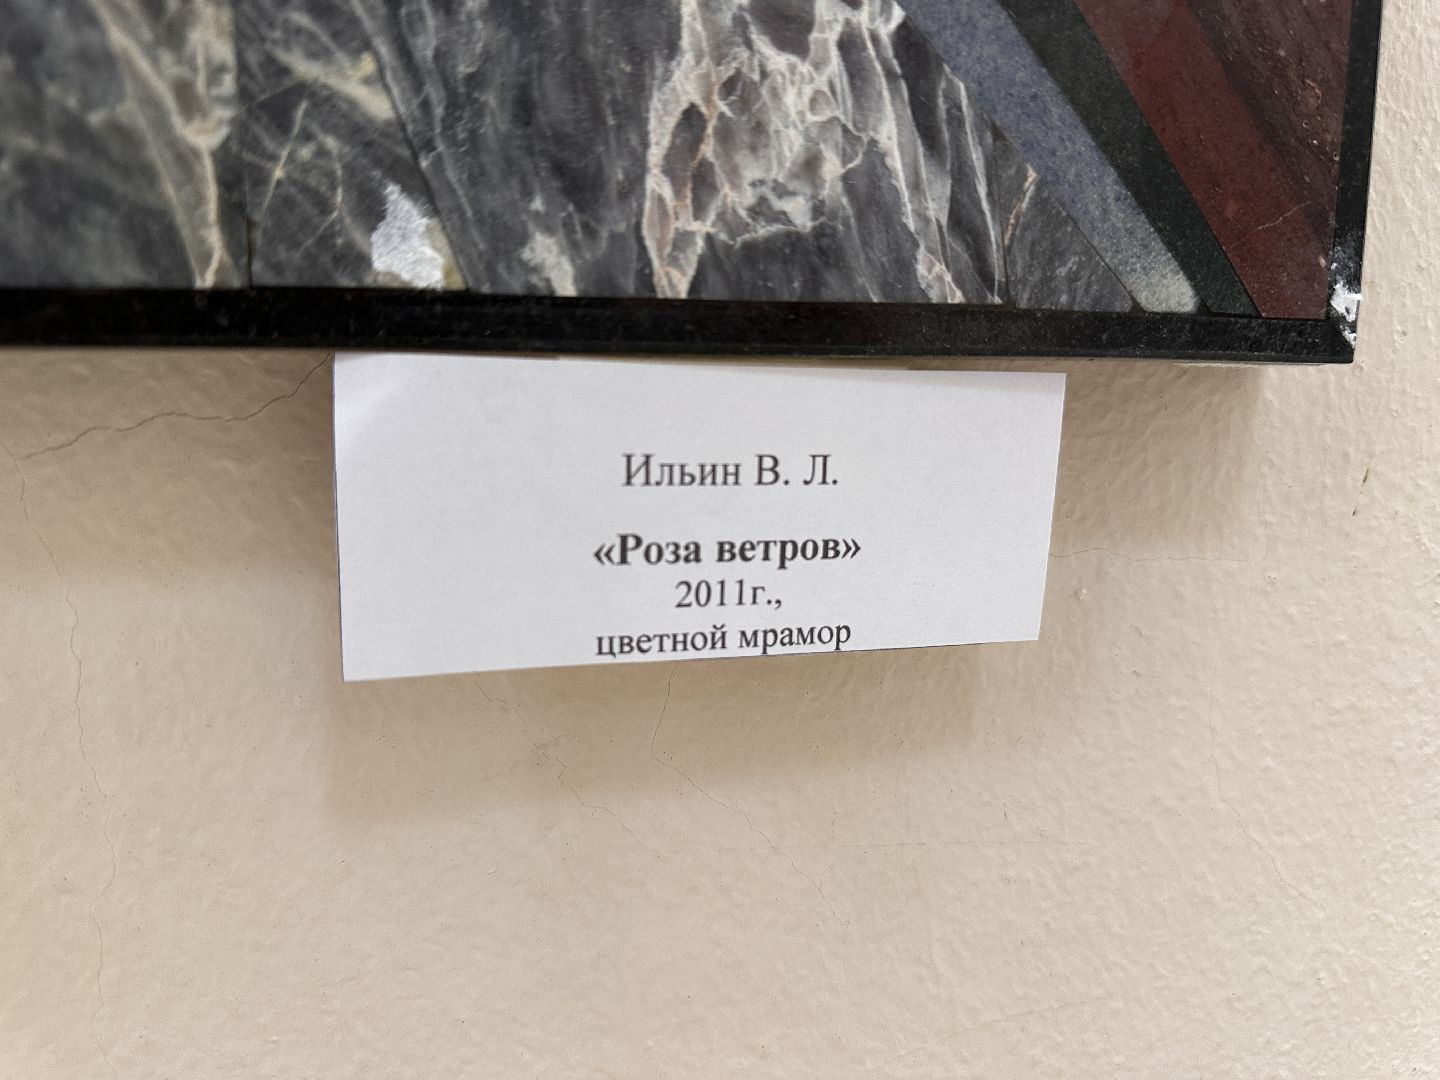 Ильин В. Л.
«Роза ветров»
2011г.,
цветной мрамор